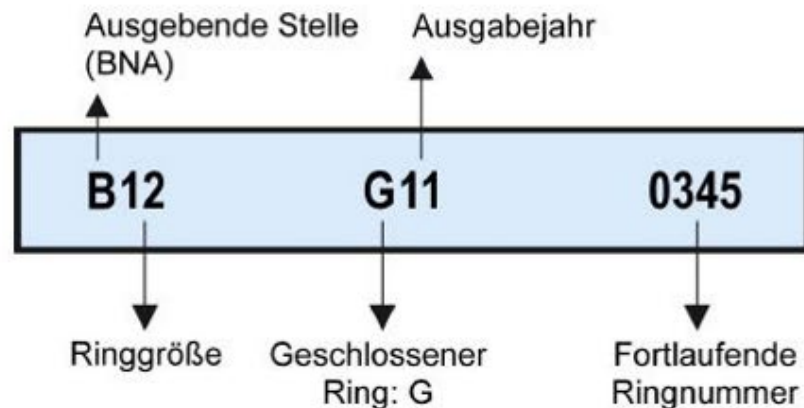 Ausgebende Stelle
(BNA)
Ausgabejahr
B12 G11 0345
Ringgröße
Geschlossener
Ring: G
Fortlaufende
Ringnummer